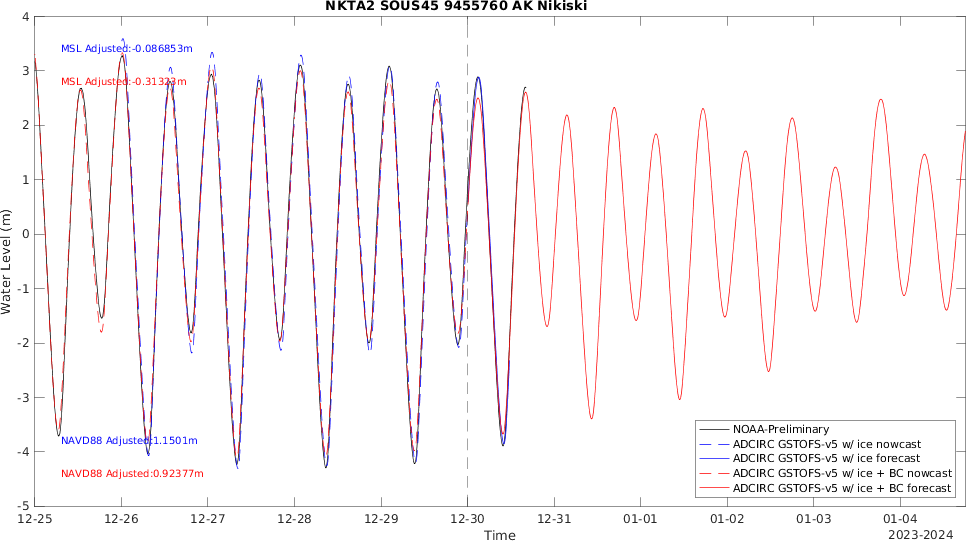 NKTA2 SOUS45 9455760 AK Nikiski
MSL Adjusted:-0.086853m
MSL Adjusted:-0.31323m
NAVD88 Adjusted:1.1501m
NAVD88 Adjusted:0.92377m
Water Level (m)
4
3
2
1
0
-1
-2
-3
-4
-5
NOAA-Preliminary
ADCIRC GSTOFS-v5 w/ ice nowcast
ADCIRC GSTOFS-v5 w/ ice forecast
ADCIRC GSTOFS-v5 w/ ice + BC nowcast
ADCIRC GSTOFS-v5 w/ ice + BC forecast
12-25 12-26 12-27 12-28 12-29 12-30 12-31 01-01 01-02 01-03 01-04
Time
2023-2024